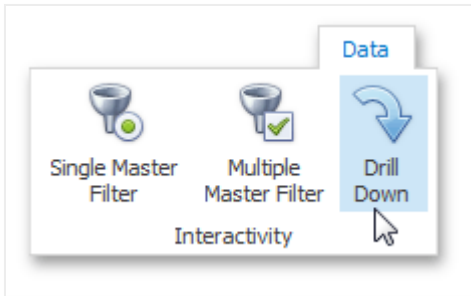 Data
Single Master
Filter
Multiple
Master Filter
Drill
Down
Interactivity